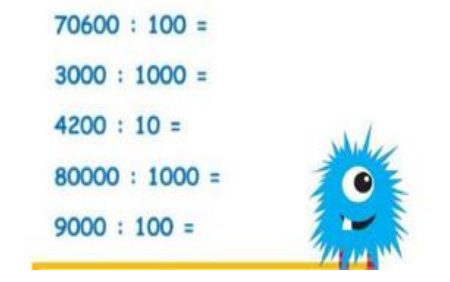 70600 : 100 =
3000 : 1000 =
4200 : 10 =
80000 : 1000 =
9000 : 100 =